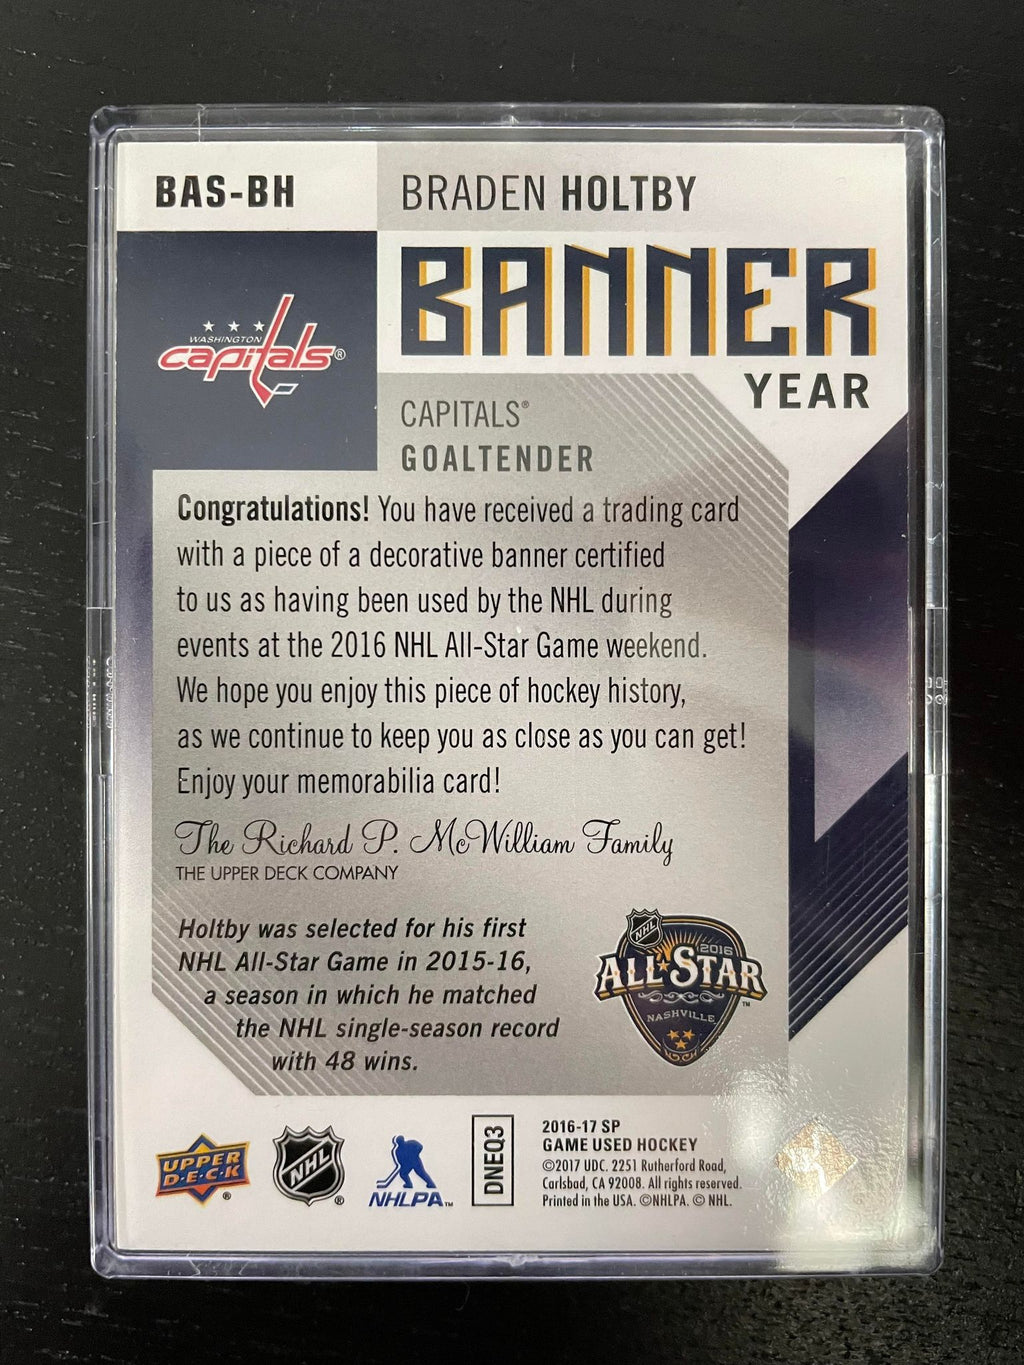 BAS-BH
BRADEN HOLTBY
BANNER
YEAR
WASHINGTON
capitals®
CAPITALS®
GOALTENDER
Congratulations! You have received a trading card
with a piece of a decorative banner certified
to us as having been used by the NHL during
events at the 2016 NHL All-Star Game weekend.
We hope you enjoy this piece of hockey history,
as we continue to keep you as close as you can get!
Enjoy your memorabilia card!
The Richard P. McWilliam Family
THE UPPER DECK COMPANY
Holtby was selected for his first
NHL All-Star Game in 2015-16,
a season in which he matched
the NHL single-season record
with 48 wins.
NHL
2016
ALL★STAR™
NASHVILLE
UPPER
D•E•C•K®
NHL®
NHLPA™
DNEQ3
2016-17 SP
GAME USED HOCKEY
©2017 UDC. 2251 Rutherford Road,
Carlsbad, CA 92008. All rights reserved.
Printed in the USA. ©NHLPA. © NHL.